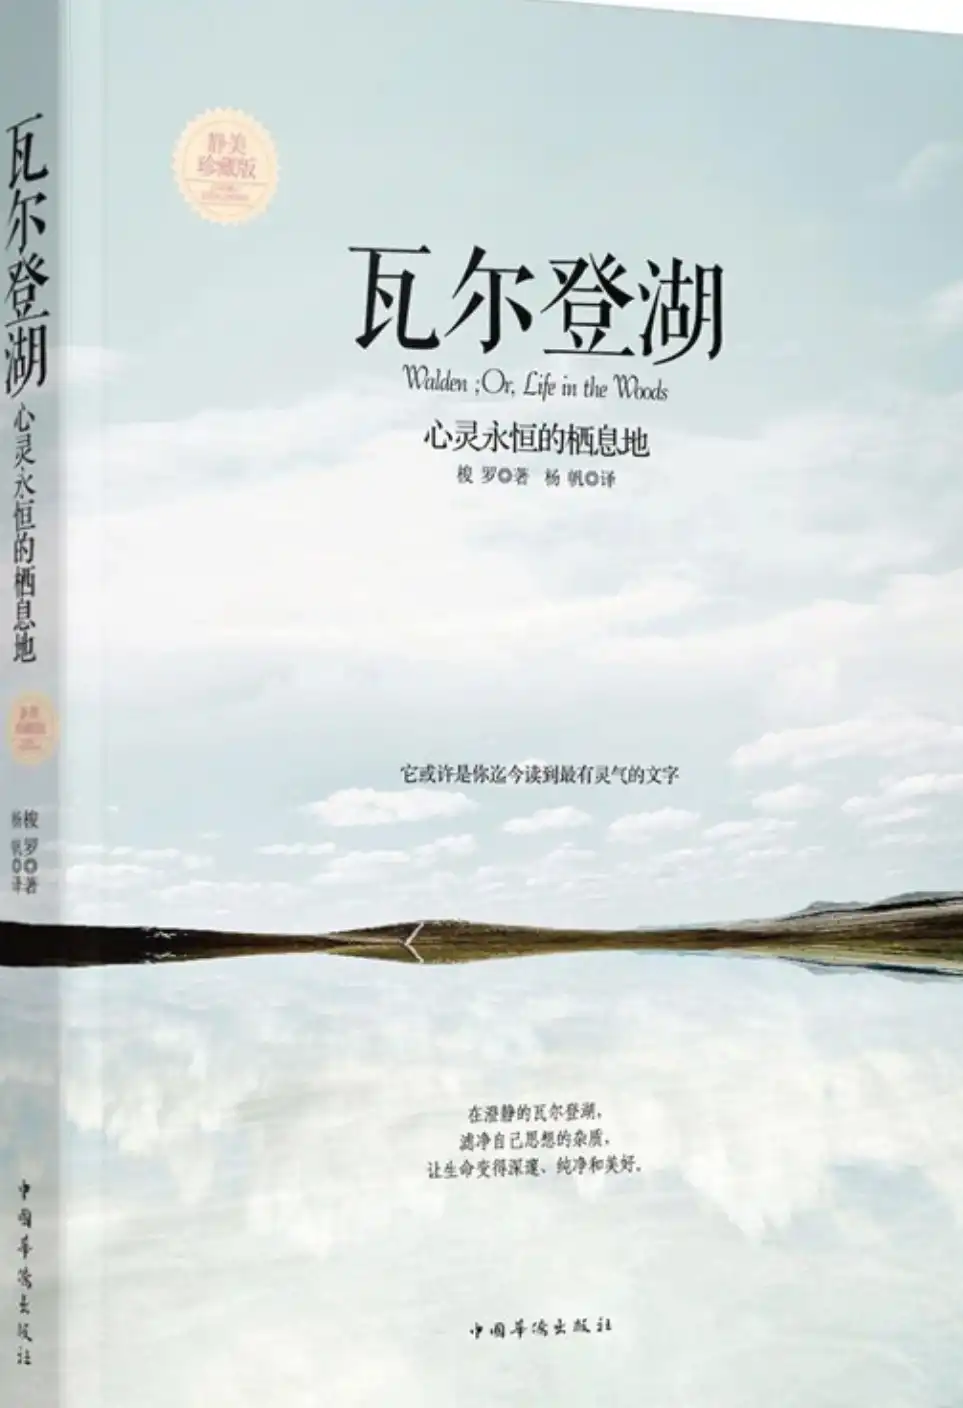 瓦尔登湖
心灵永恒的栖息地
静美
珍藏版
梭罗◎著
杨帆◎译
中国华侨出版社
静美
珍藏版
瓦尔登湖
Walden ;Or, Life in the Woods
心灵永恒的栖息地
梭 罗◎著 杨 帆◎译
它或许是你迄今读到最有灵气的文字
在澄静的瓦尔登湖，
滤净自己思想的杂质，
让生命变得深邃、纯净和美好。
中国华侨出版社